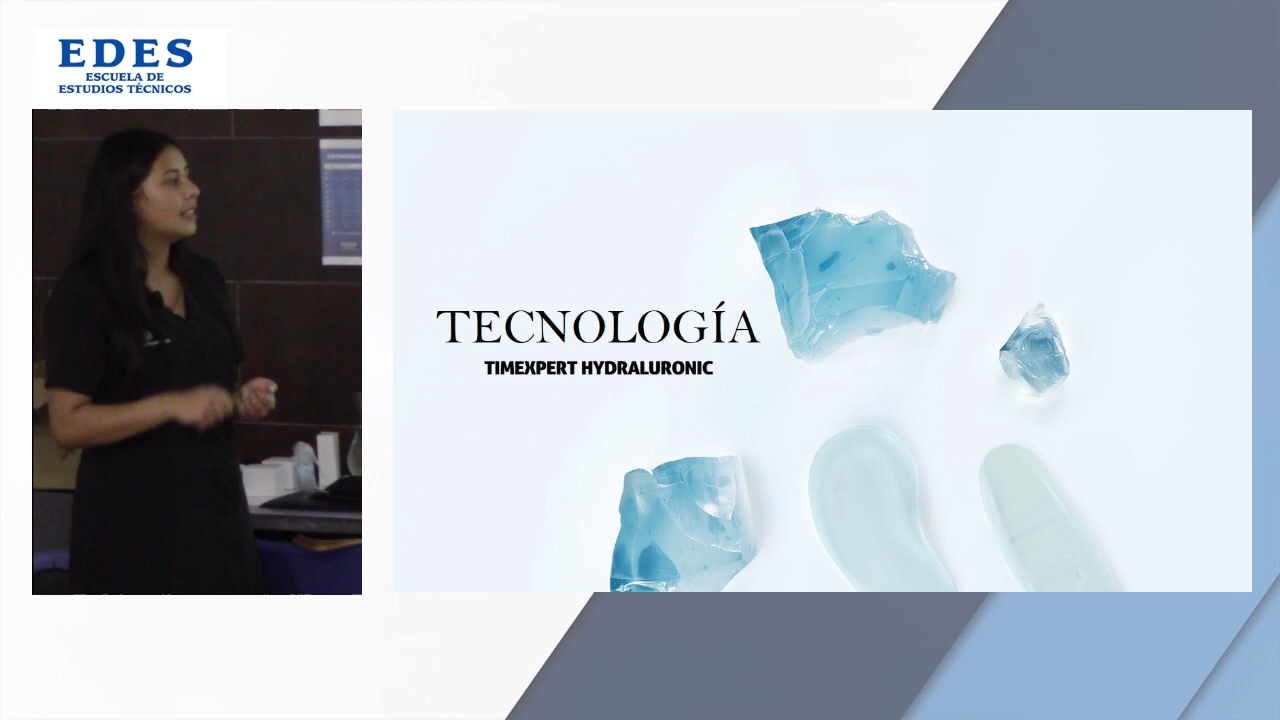 EDES
ESCUELA DE
ESTUDIOS TÉCNICOS
TECNOLOGÍA
TIMEXPERT HYDRALURONIC